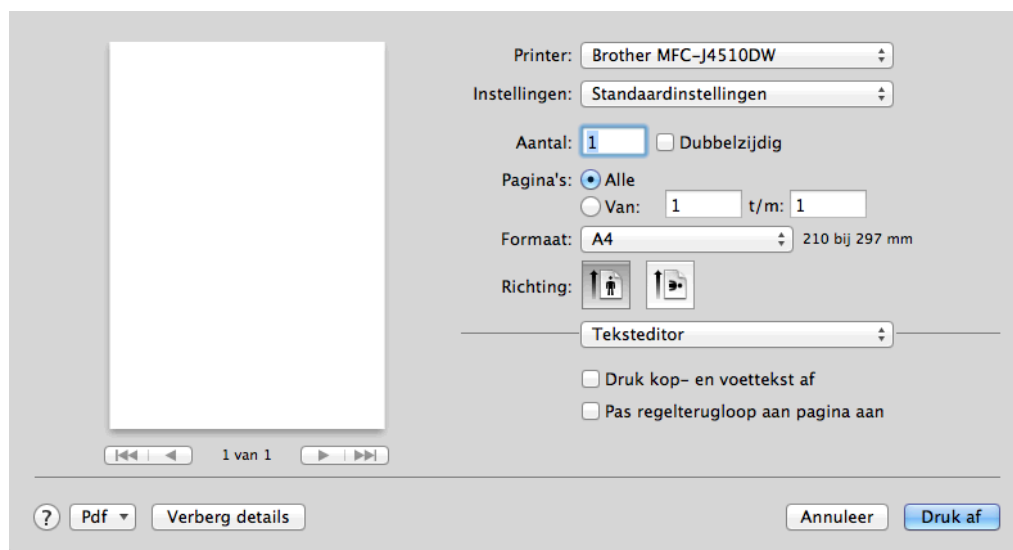 Printer: Brother MFC-J4510DW
Instellingen: Standaardinstellingen
Aantal: 1 Dubbelzijdig
Pagina's: Alle
Van: 1 t/m: 1
Formaat: A4 210 bij 297 mm
Richting:
Teksteditor
Druk kop- en voettekst af
Pas regelterugloop aan pagina aan
1 van 1
? Pdf Verberg details Annuleer Druk af